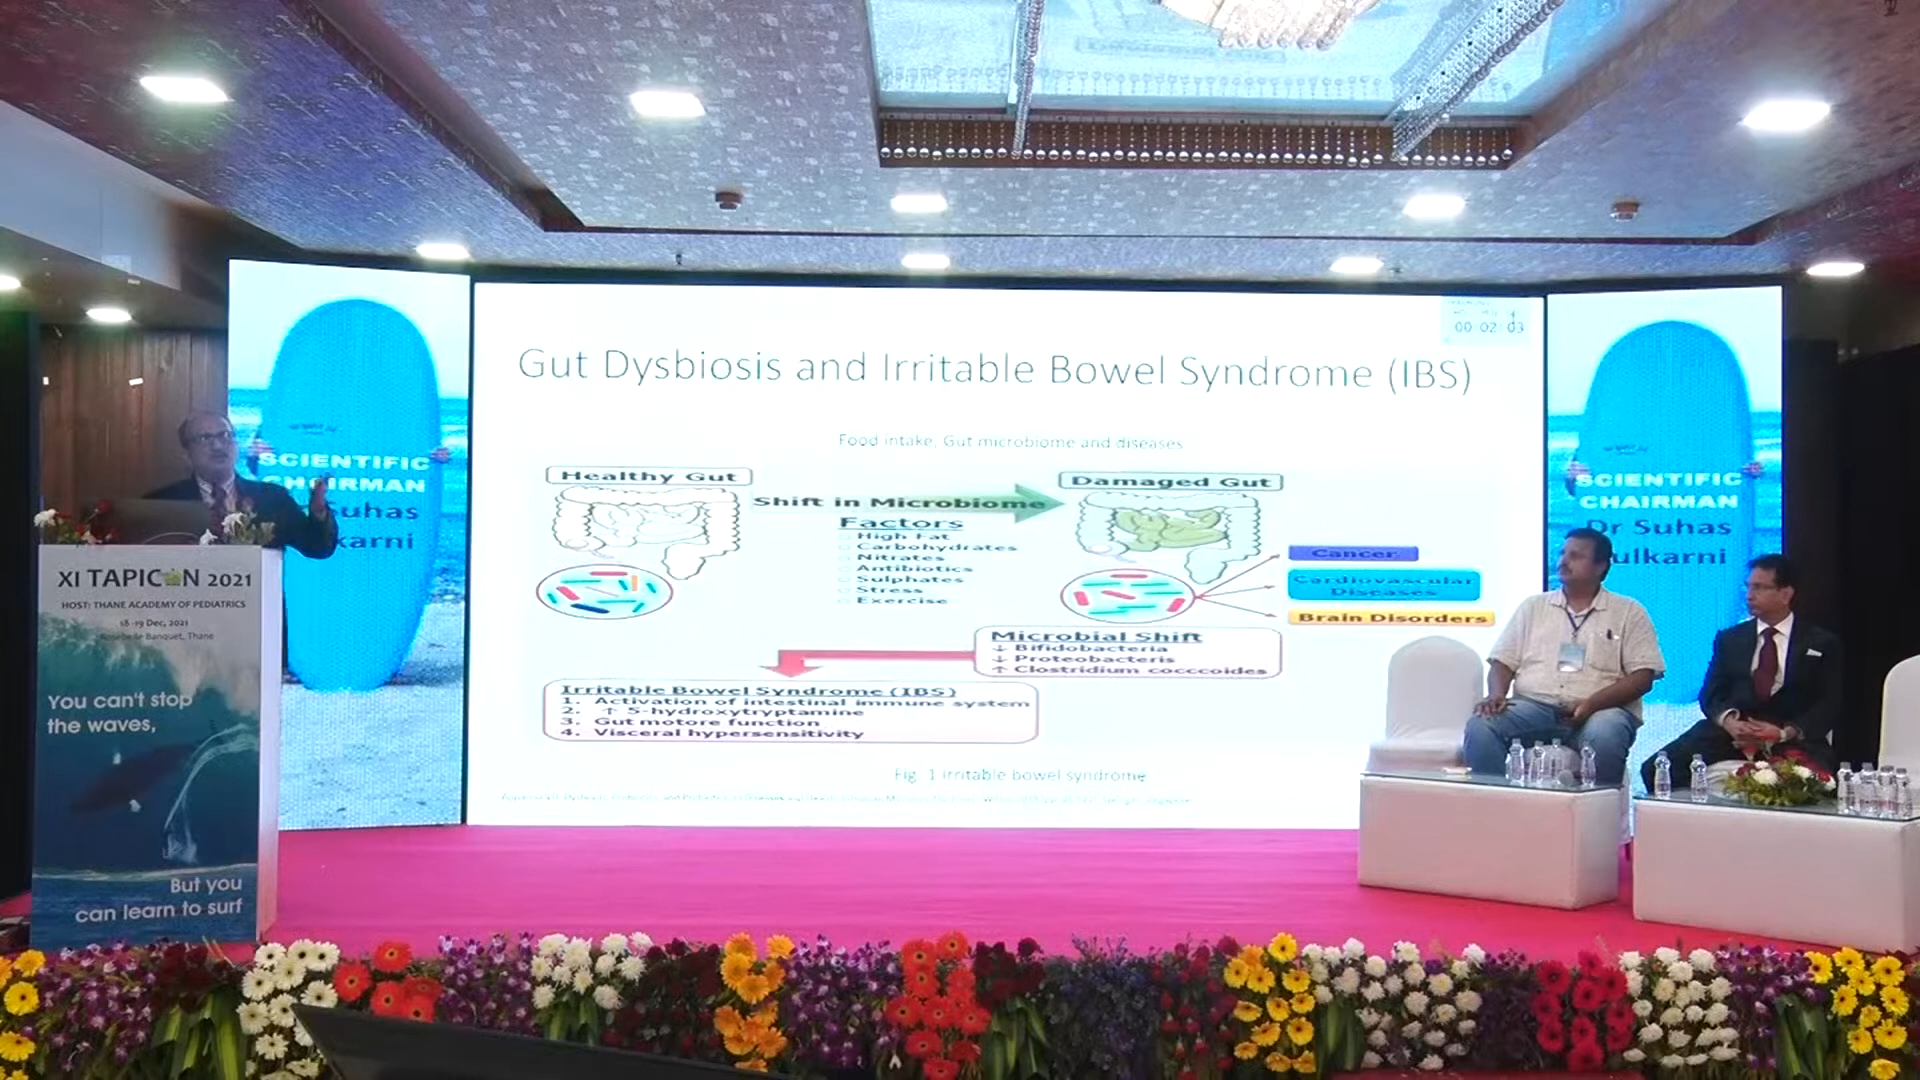 00:02:03
Gut Dysbiosis and Irritable Bowel Syndrome (IBS)
Food intake, Gut microbiome and diseases
Healthy Gut
Shift in Microbiome
Damaged Gut
Factors
High Fat
Carbohydrates
Nitrates
Antibiotics
Sulphates
Stress
Exercise
Cancer
Cardiovascular
Diseases
Brain Disorders
Microbial Shift
↓ Bifidobacteria
↓ Proteobacteris
↑ Clostridium cocccoides
Irritable Bowel Syndrome (IBS)
1. Activation of intestinal immune system
2. ↑ 5-hydroxytryptamine
3. Gut motore function
4. Visceral hypersensitivity
Fig. 1 Irritable bowel syndrome
SCIENTIFIC
CHAIRMAN
Suhas
karni
SCIENTIFIC
CHAIRMAN
Dr Suhas
ulkarni
XI TAPICON 2021
HOST: THANE ACADEMY OF PEDIATRICS
18 -19 Dec, 2021
Banquet, Thane
You can't stop
the waves,
But you
can learn to surf